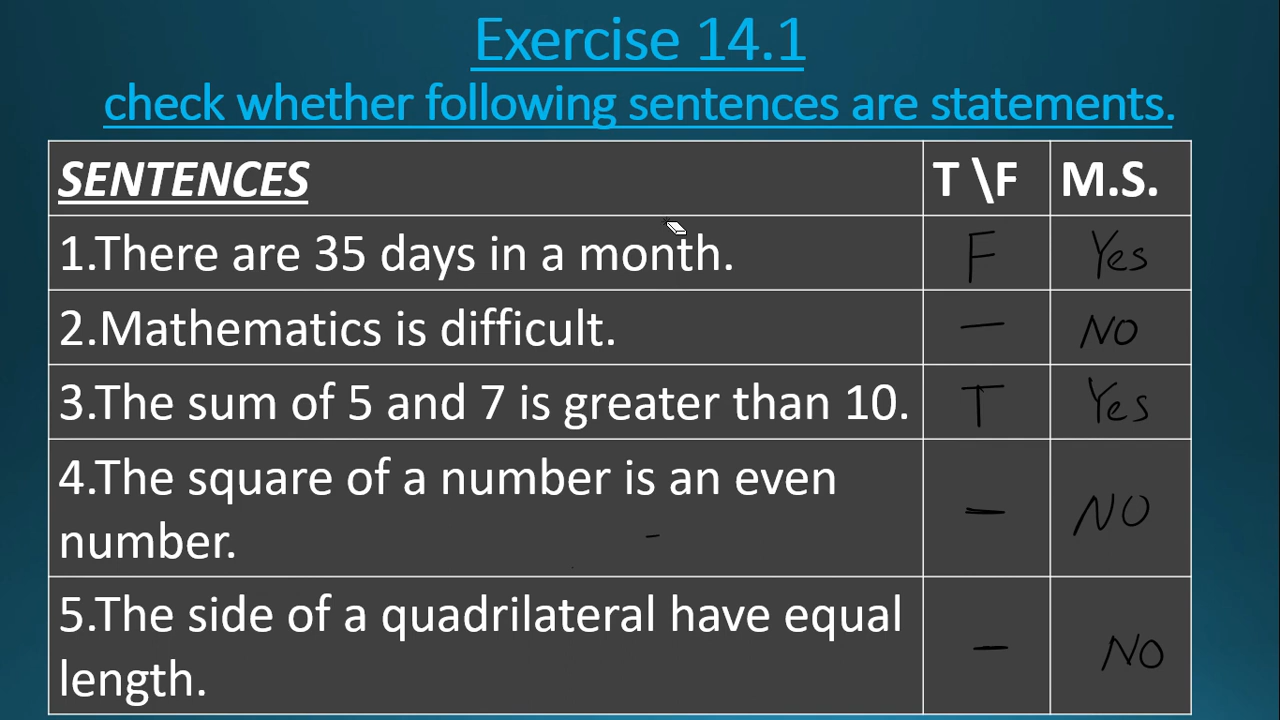 Exercise 14.1
check whether following sentences are statements.
SENTENCES T \F M.S.
1.There are 35 days in a month. F Yes
2.Mathematics is difficult. — NO
3.The sum of 5 and 7 is greater than 10. T Yes
4.The square of a number is an even
number. — NO
5.The side of a quadrilateral have equal
length. — NO